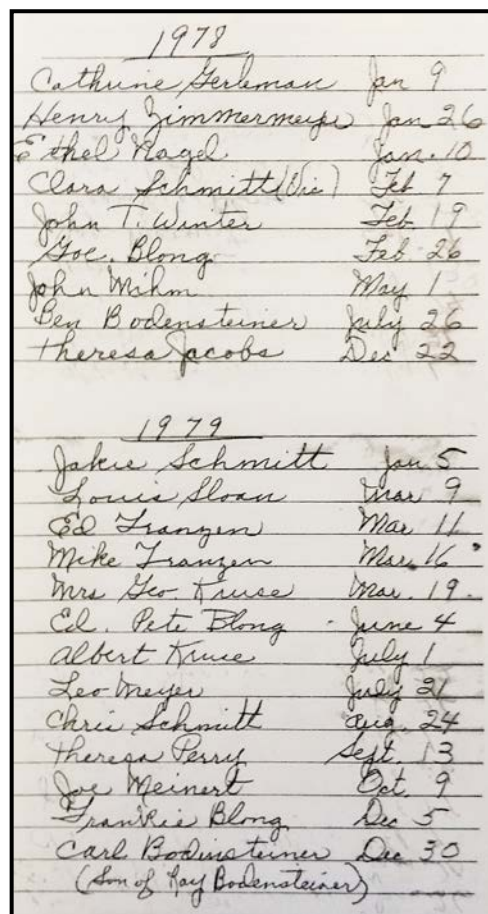 1978
Cathrine Gerleman Jan 9
Henry Zimmermeyer Jan 26
Ethel Nagel Jan. 10
Clara Schmitt (Vic) Feb 7
John T. Winter Feb 19
Geo. Blong Feb 26
John Mihm May 1
Ben Bodensteiner July 26
Theresa Jacobs Dec 22
1979
Jakie Schmitt Jan 5
Louis Sloan Mar 9
Ed Franzen Mar 11
Mike Franzen Mar 16
Mrs Geo. Kruse Mar. 19.
Ed. Pete Blong June 4
Albert Kruse July 1
Leo Meyer July 21
Chris Schmitt Aug. 24
Theresa Perry Sept. 13
Joe Meinert Oct. 9
Frankie Blong Dec 5
Carl Bodinsteiner Dec 30
(Son of Ray Bodensteiner)